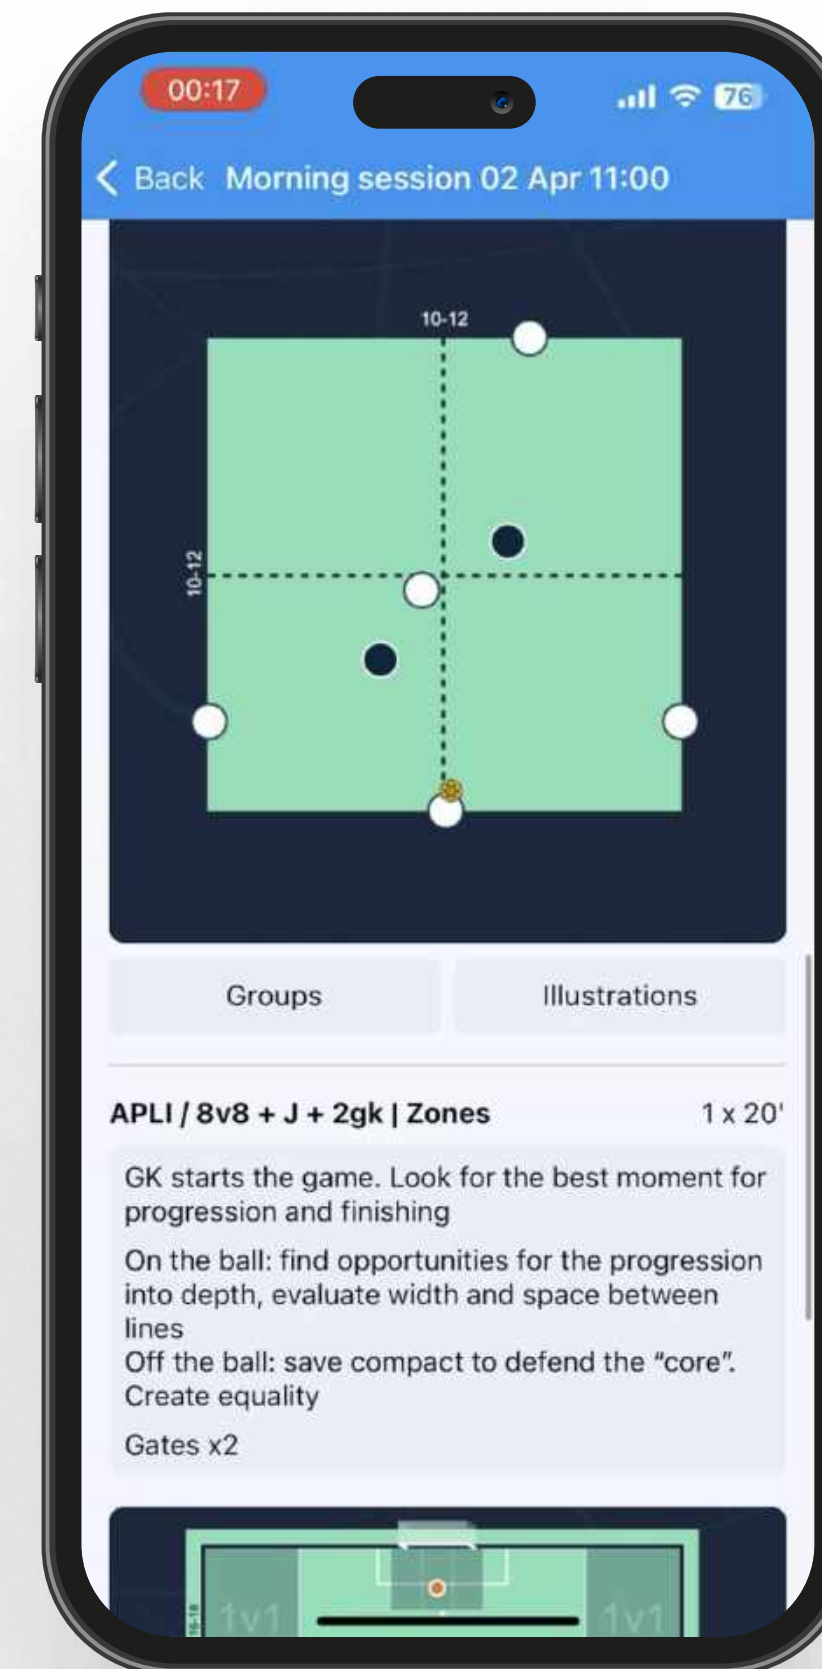 00:17
76
Back Morning session 02 Apr 11:00
10-12
10-12
Groups Illustrations
APLI / 8v8 + J + 2gk | Zones 1 x 20'
GK starts the game. Look for the best moment for
progression and finishing
On the ball: find opportunities for the progression
into depth, evaluate width and space between
lines
Off the ball: save compact to defend the “core”.
Create equality
Gates x2
1v1 1v1
16-18